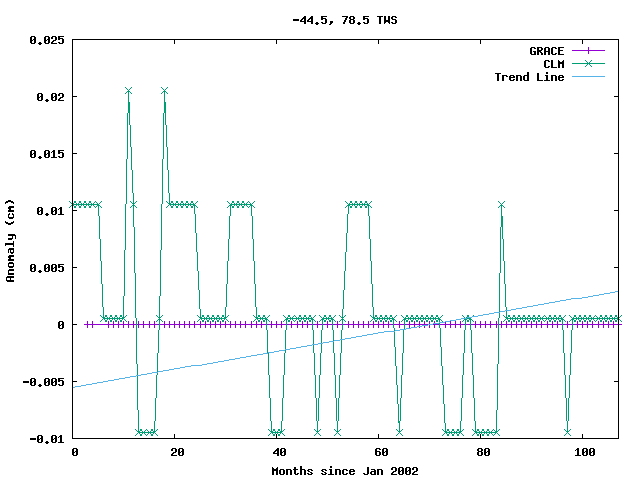 -44.5, 78.5 TWS
0.025
0.02
0.015
0.01
0.005
0
-0.005
-0.01
Anomaly (cm)
GRACE
CLM
Trend Line
0 20 40 60 80 100
Months since Jan 2002